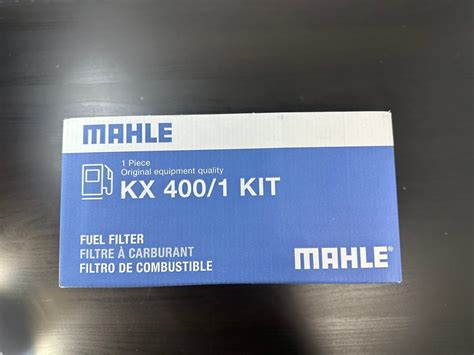 MAHLE
1 Piece
Original equipment quality
KX 400/1 KIT
FUEL FILTER
FILTRE À CARBURANT
FILTRO DE COMBUSTIBLE
MAHLE®